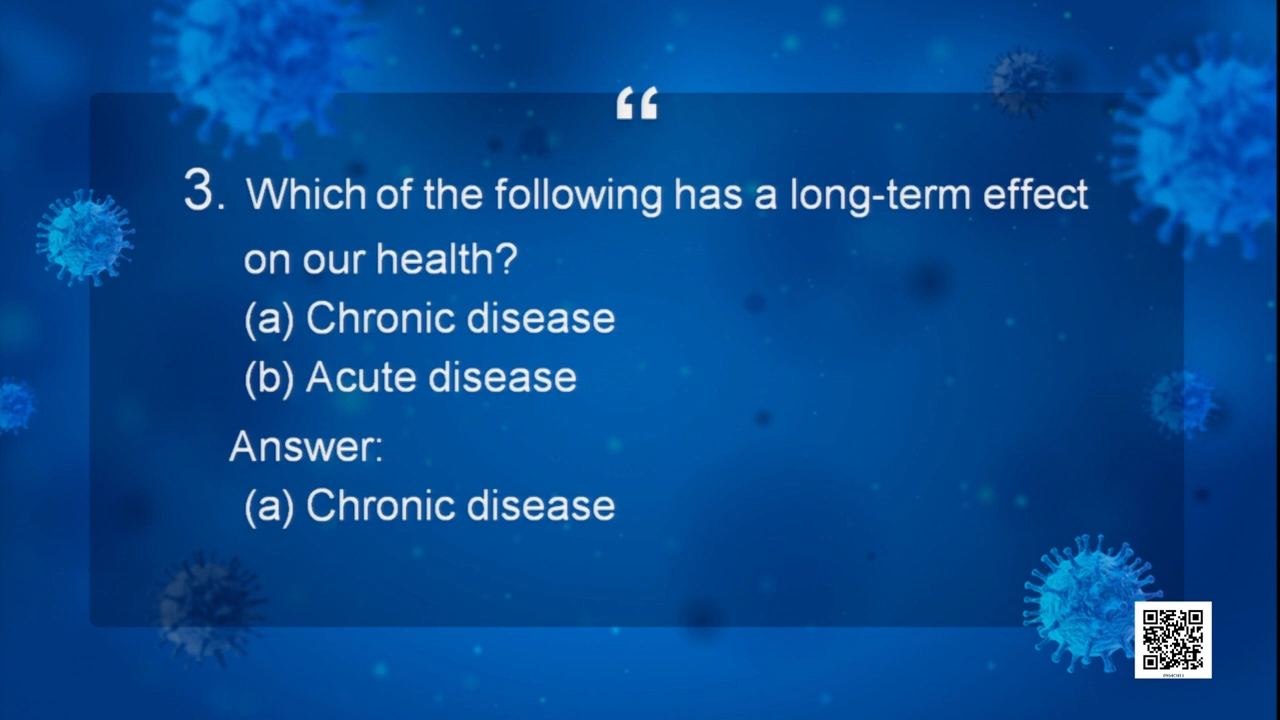 “
3. Which of the following has a long-term effect
on our health?
(a) Chronic disease
(b) Acute disease
Answer:
(a) Chronic disease